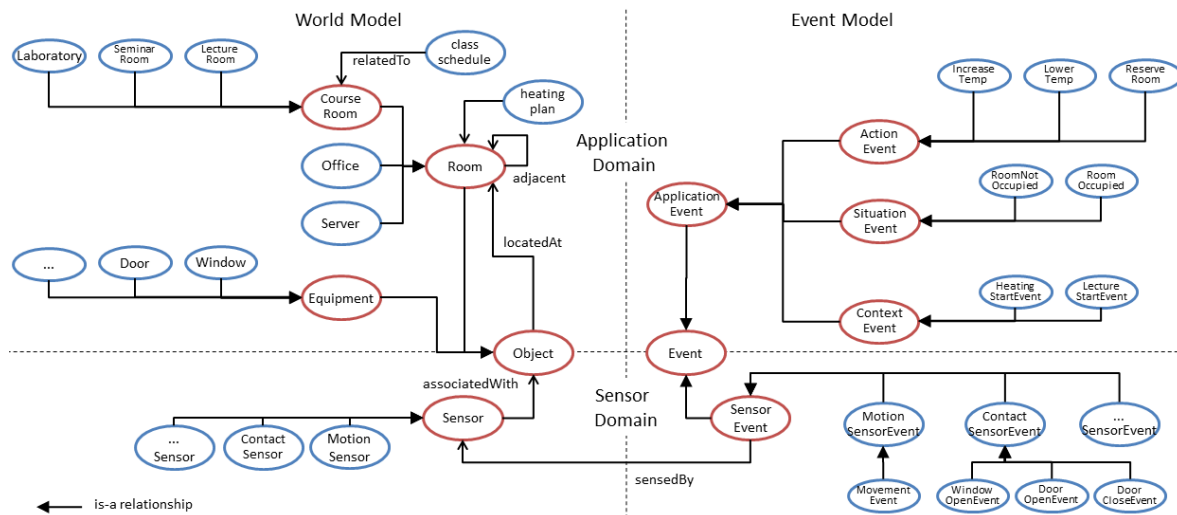 World Model
Event Model
Laboratory
Seminar
Room
Lecture
Room
relatedTo
class
schedule
Increase
Temp
Lower
Temp
Reserve
Room
Course
Room
heating
plan
Application
Domain
Action
Event
Office
Room
adjacent
RoomNot
Occupied
Room
Occupied
Application
Event
Situation
Event
Server
locatedAt
...
Door
Window
Equipment
Heating
StartEvent
Lecture
StartEvent
Context
Event
Object
Event
associatedWith
Sensor
Domain
Sensor
Sensor
Event
...
Sensor
Contact
Sensor
Motion
Sensor
Motion
SensorEvent
Contact
SensorEvent
...
SensorEvent
sensedBy
Movement
Event
Window
OpenEvent
Door
OpenEvent
Door
CloseEvent
is-a relationship